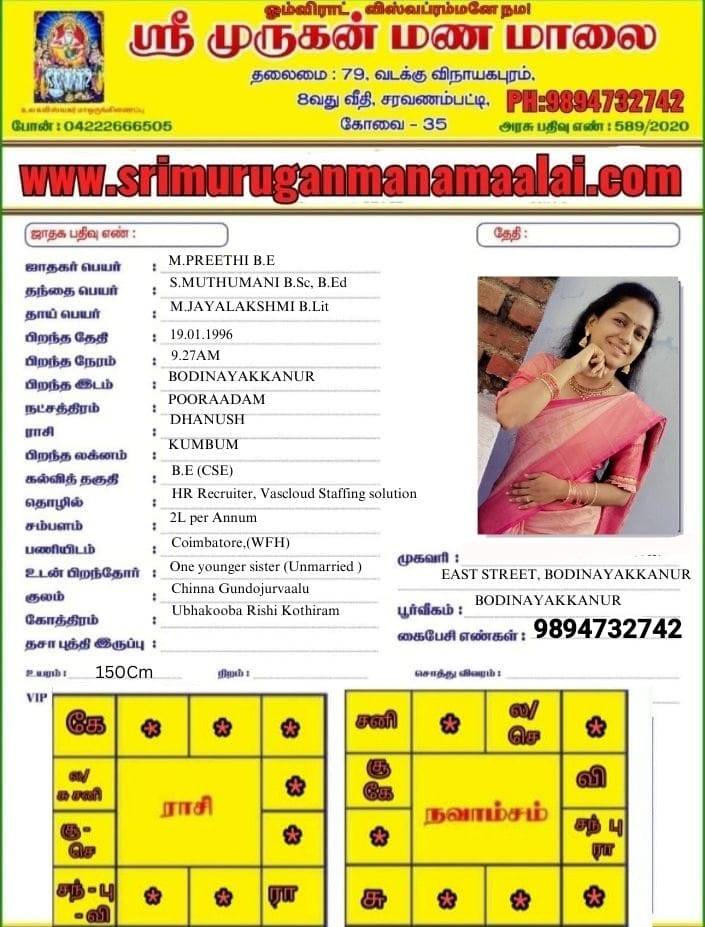 ஓம்விராட் விஸ்வப்ரம்மனே நம!
ஸ்ரீ முருகன் மண மாலை
தலைமை : 79, வடக்கு விநாயகபுரம்,
8வது வீதி, சரவணம்பட்டி, PH:9894732742
போன் : 04222666505 கோவை - 35 அரசு பதிவு எண் : 589/2020
www.srimuruganmanamaalai.com
ஜாதக பதிவு எண் : தேதி :
ஜாதகர் பெயர் : M.PREETHI B.E
தந்தை பெயர் : S.MUTHUMANI B.Sc, B.Ed
தாய் பெயர் : M.JAYALAKSHMI B.Lit
பிறந்த தேதி : 19.01.1996
பிறந்த நேரம் : 9.27AM
பிறந்த இடம் : BODINAYAKKANUR
நட்சத்திரம் : POORAADAM
ராசி : DHANUSH
பிறந்த லக்னம் : KUMBUM
கல்வித் தகுதி : B.E (CSE)
தொழில் : HR Recruiter, Vascloud Staffing solution
சம்பளம் : 2L per Annum
பணியிடம் : Coimbatore,(WFH)
உடன் பிறந்தோர் : One younger sister (Unmarried )
குலம் : Chinna Gundojurvaalu
கோத்திரம் : Ubhakooba Rishi Kothiram
தசா புத்தி இருப்பு :
முகவரி :
EAST STREET, BODINAYAKKANUR
பூர்வீகம் : BODINAYAKKANUR
கைபேசி எண்கள் : 9894732742
உயரம் : 150Cm நிறம் : சொத்து விவரம் :
VIP
கே * * *
ல/
சு சனி *
ராசி
சூ -
செ *
சந் - பு
- வி * * ரா
சனி * ல/
செ *
சூ
கே வி
நவாம்சம்
* சந் பு
ரா
சு * * *